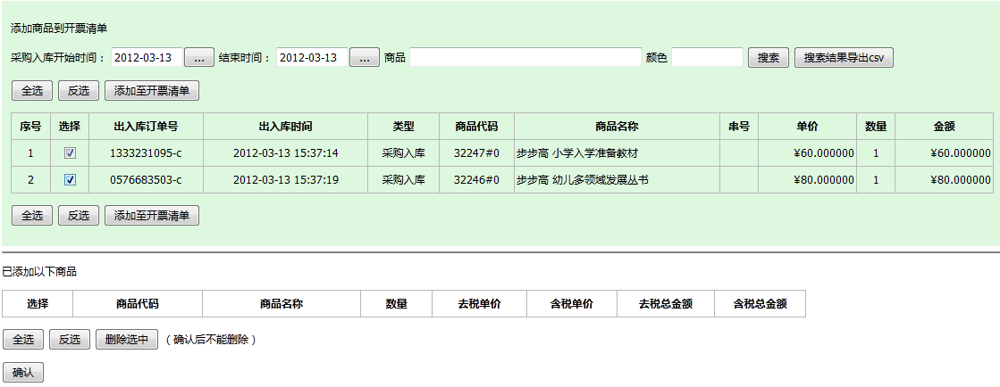 添加商品到开票清单
采购入库开始时间： 2012-03-13 ... 结束时间： 2012-03-13 ... 商品 颜色 搜索 搜索结果导出csv
全选 反选 添加至开票清单
序号 选择 出入库订单号 出入库时间 类型 商品代码 商品名称 串号 单价 数量 金额
1 1333231095-c 2012-03-13 15:37:14 采购入库 32247#0 步步高 小学入学准备教材 ¥60.000000 1 ¥60.000000
2 0576683503-c 2012-03-13 15:37:19 采购入库 32246#0 步步高 幼儿多领域发展丛书 ¥80.000000 1 ¥80.000000
全选 反选 添加至开票清单
已添加以下商品
选择 商品代码 商品名称 数量 去税单价 含税单价 去税总金额 含税总金额
全选 反选 删除选中 （确认后不能删除）
确认